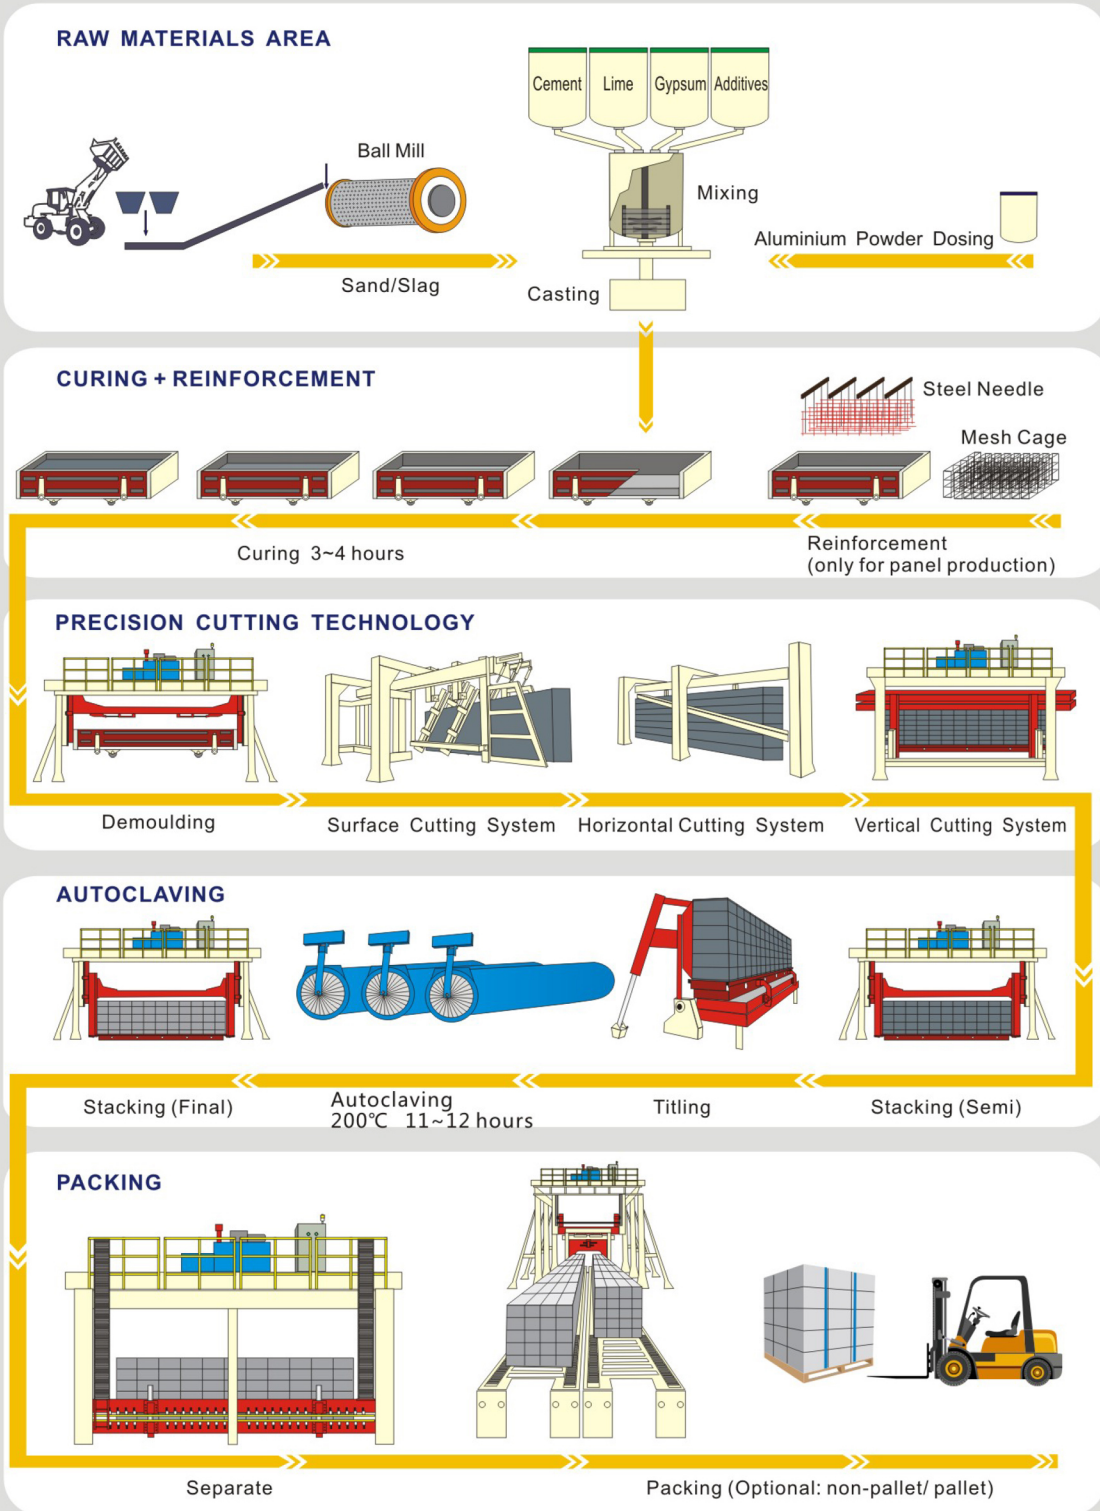 RAW MATERIALS AREA
Cement
Lime
Gypsum
Additives
Ball Mill
Mixing
Aluminium Powder Dosing
Sand/Slag
Casting
CURING + REINFORCEMENT
Steel Needle
Mesh Cage
Curing 3~4 hours
Reinforcement
(only for panel production)
PRECISION CUTTING TECHNOLOGY
Demoulding
Surface Cutting System
Horizontal Cutting System
Vertical Cutting System
AUTOCLAVING
Stacking (Final)
Autoclaving
200℃ 11~12 hours
Titling
Stacking (Semi)
PACKING
Separate
Packing (Optional: non-pallet/ pallet)